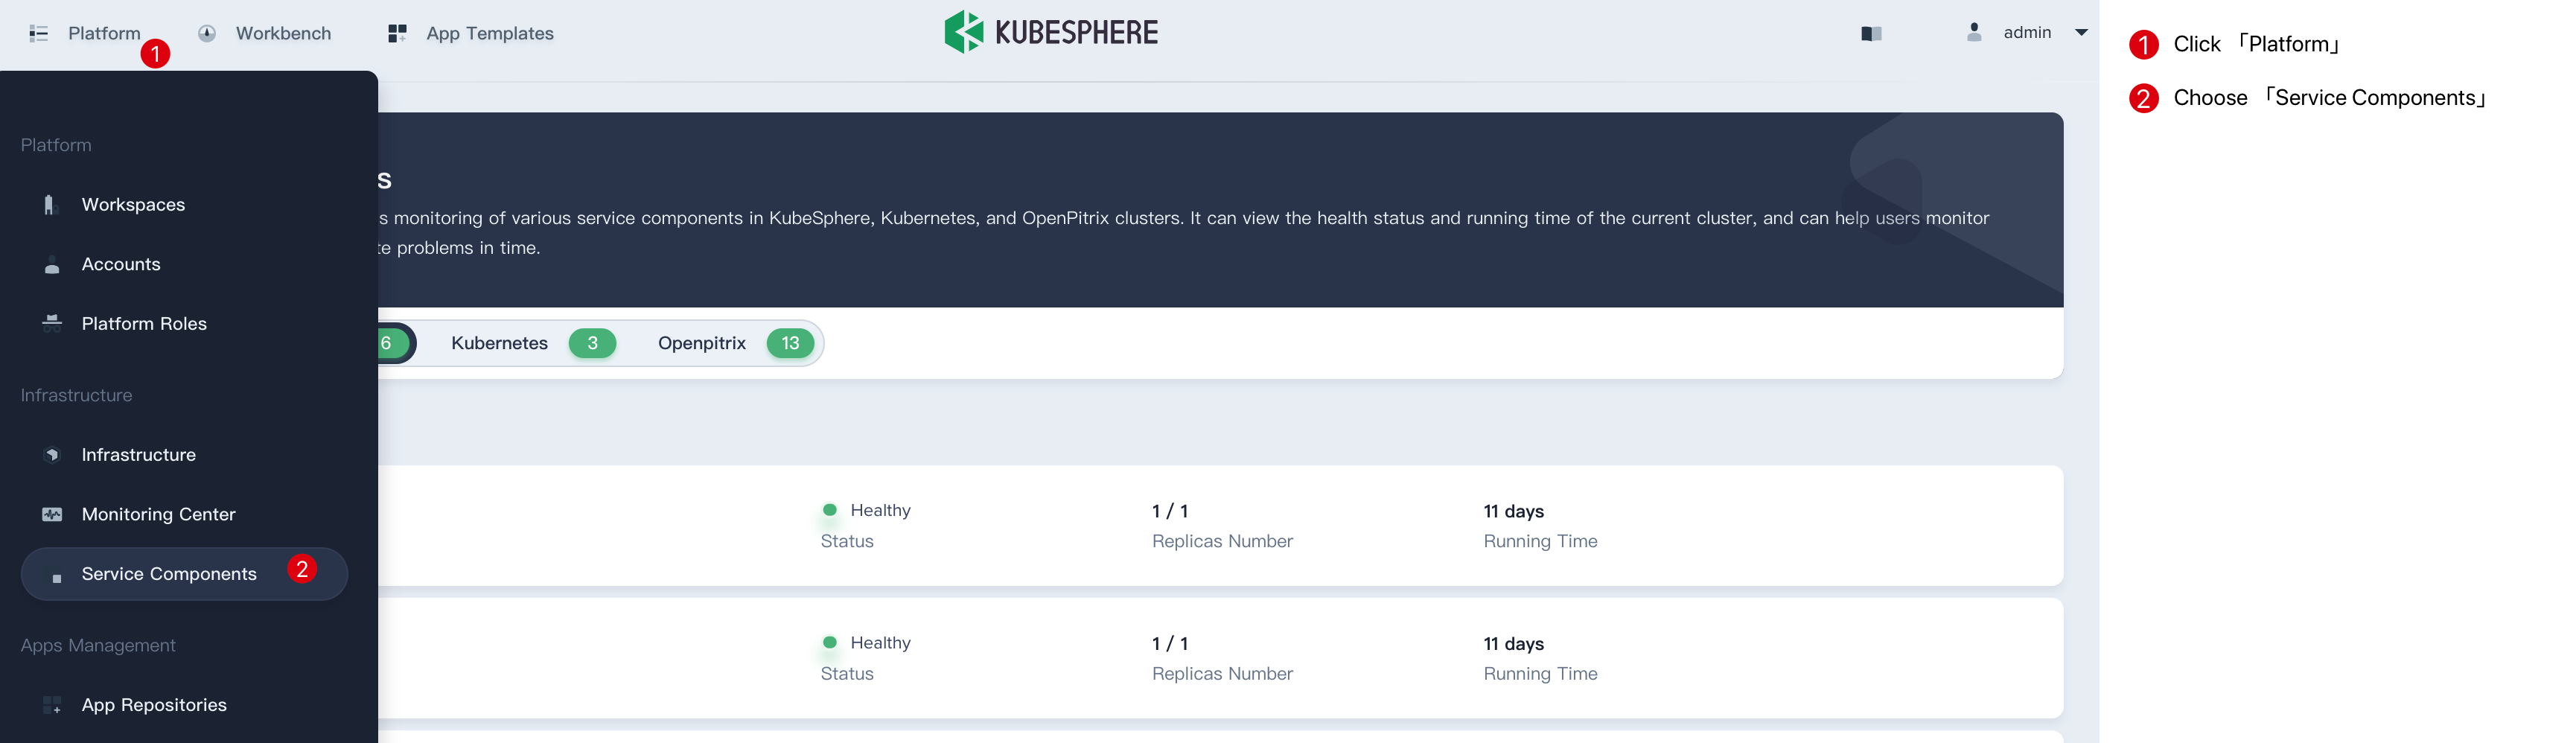 Platform
Workbench
App Templates
KUBESPHERE
admin
1
1 Click 「Platform」
2 Choose 「Service Components」
Platform
Workspaces
Accounts
Platform Roles
Infrastructure
Infrastructure
Monitoring Center
Service Components 2
Apps Management
App Repositories
s
s monitoring of various service components in KubeSphere, Kubernetes, and OpenPitrix clusters. It can view the health status and running time of the current cluster, and can help users monitor
te problems in time.
6 Kubernetes 3 Openpitrix 13
Healthy 1 / 1 11 days
Status Replicas Number Running Time
Healthy 1 / 1 11 days
Status Replicas Number Running Time